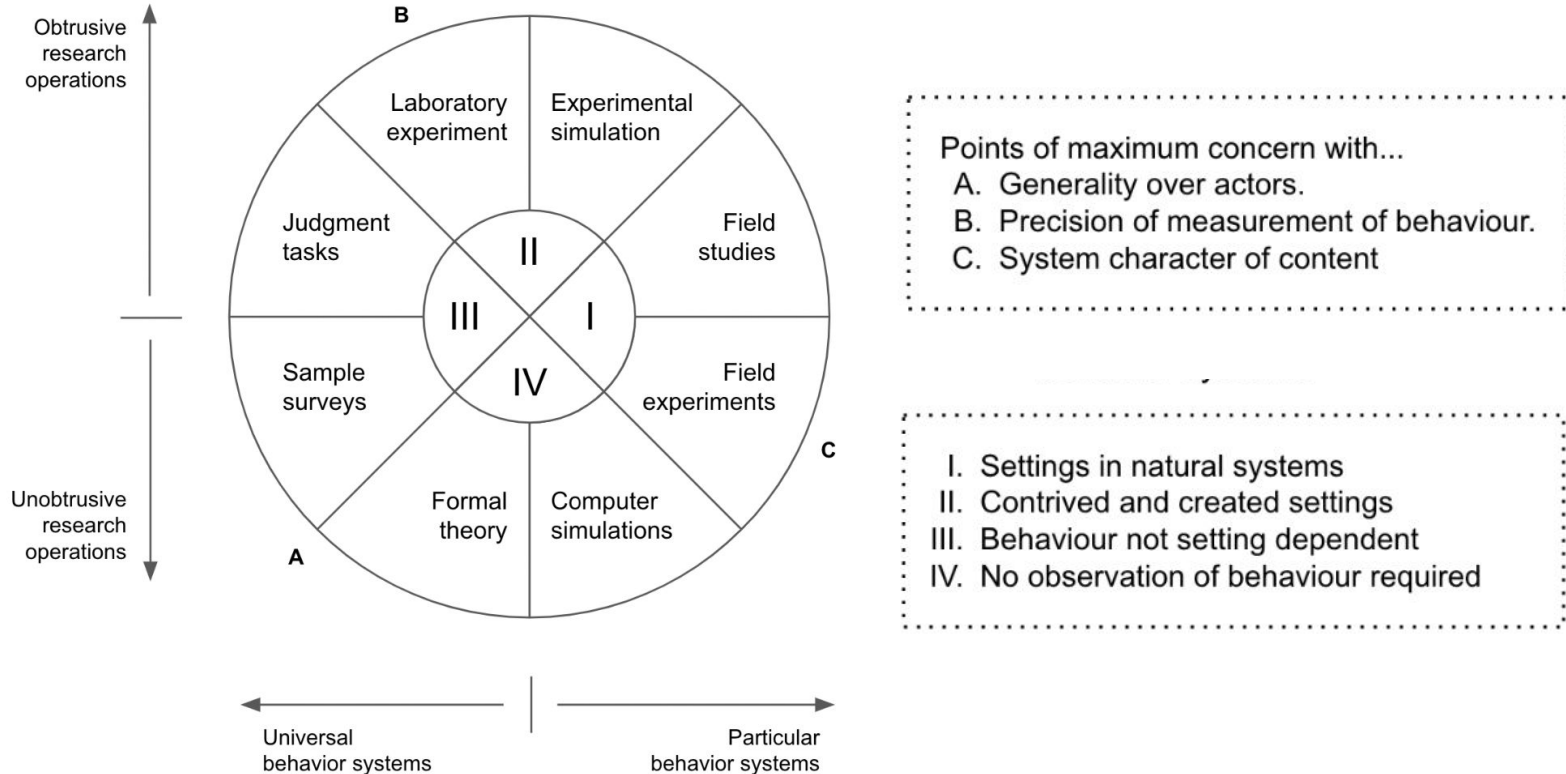 B
Obtrusive
research
operations
Laboratory
experiment
Experimental
simulation
Judgment
tasks
Field
studies
II
III
I
IV
Sample
surveys
Field
experiments
C
Unobtrusive
research
operations
Formal
theory
Computer
simulations
A
Universal
behavior systems
Particular
behavior systems
Points of maximum concern with...
A. Generality over actors.
B. Precision of measurement of behaviour.
C. System character of content
I. Settings in natural systems
II. Contrived and created settings
III. Behaviour not setting dependent
IV. No observation of behaviour required